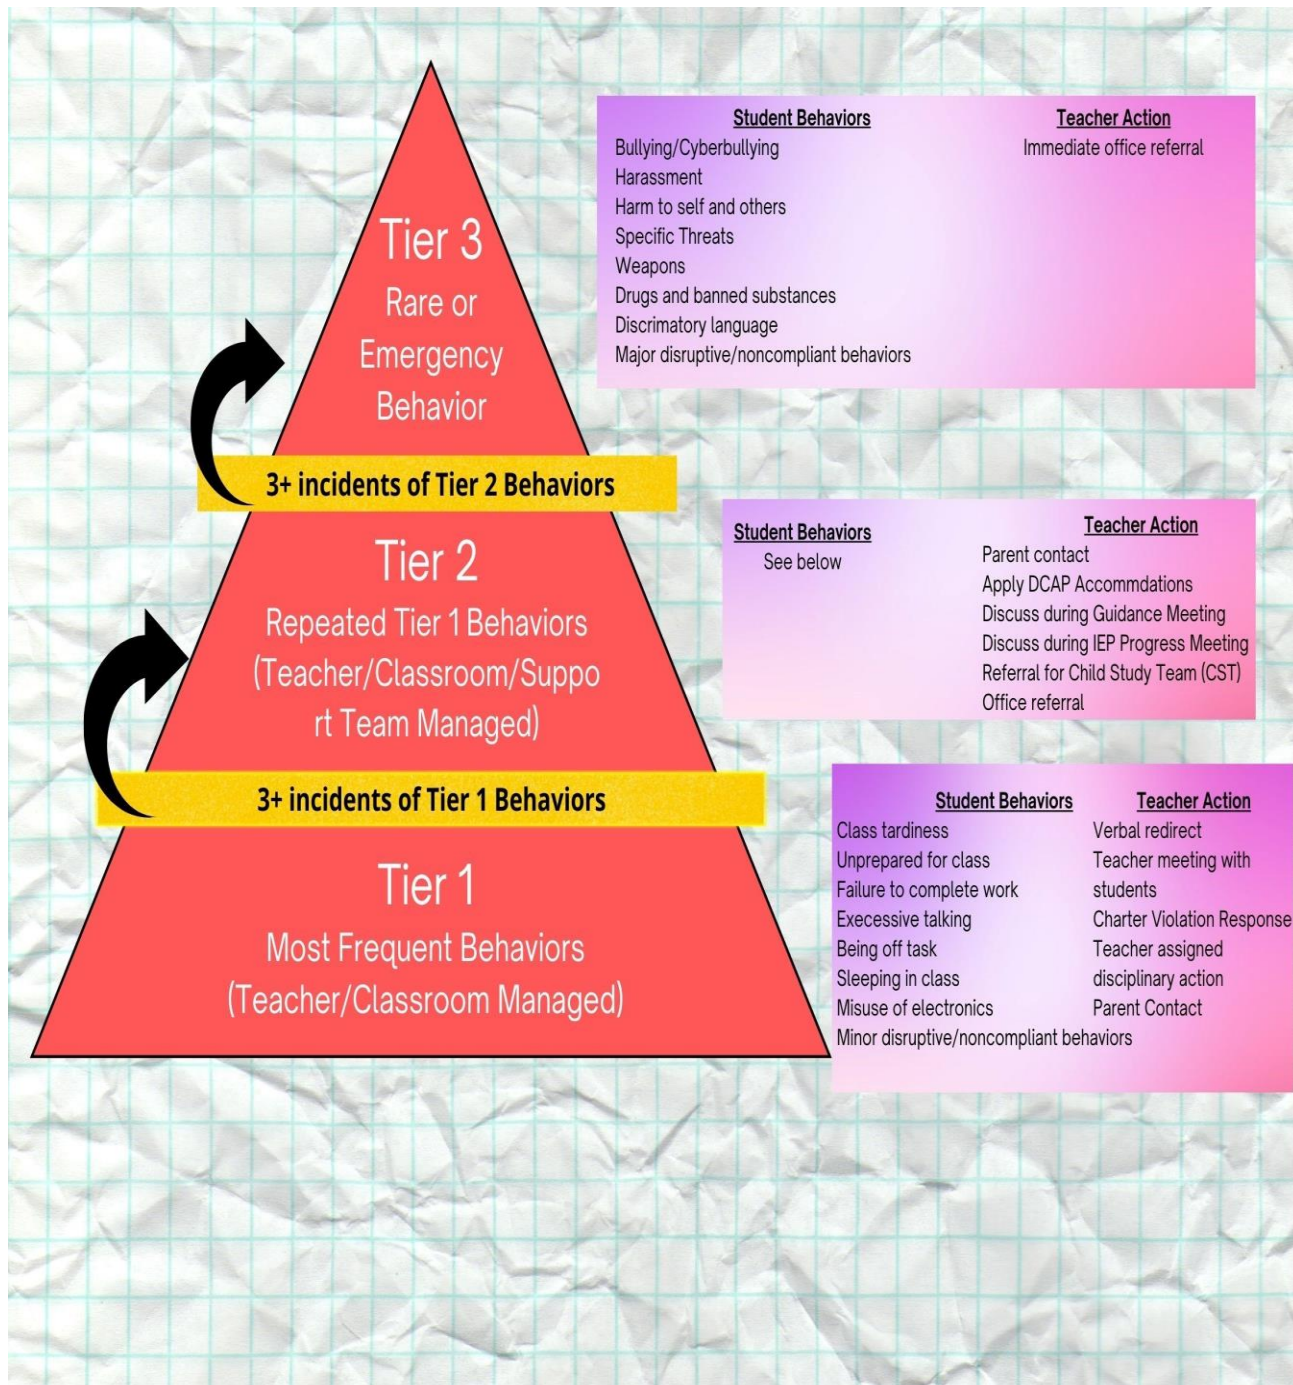 Tier 3
Rare or
Emergency
Behavior
Student Behaviors
Bullying/Cyberbullying
Harassment
Harm to self and others
Specific Threats
Weapons
Drugs and banned substances
Discrimatory language
Major disruptive/noncompliant behaviors
Teacher Action
Immediate office referral
3+ incidents of Tier 2 Behaviors
Tier 2
Repeated Tier 1 Behaviors
(Teacher/Classroom/Suppo
rt Team Managed)
Student Behaviors
See below
Teacher Action
Parent contact
Apply DCAP Accommdations
Discuss during Guidance Meeting
Discuss during IEP Progress Meeting
Referral for Child Study Team (CST)
Office referral
3+ incidents of Tier 1 Behaviors
Tier 1
Most Frequent Behaviors
(Teacher/Classroom Managed)
Student Behaviors
Class tardiness
Unprepared for class
Failure to complete work
Execessive talking
Being off task
Sleeping in class
Misuse of electronics
Minor disruptive/noncompliant behaviors
Teacher Action
Verbal redirect
Teacher meeting with
students
Charter Violation Response
Teacher assigned
disciplinary action
Parent Contact